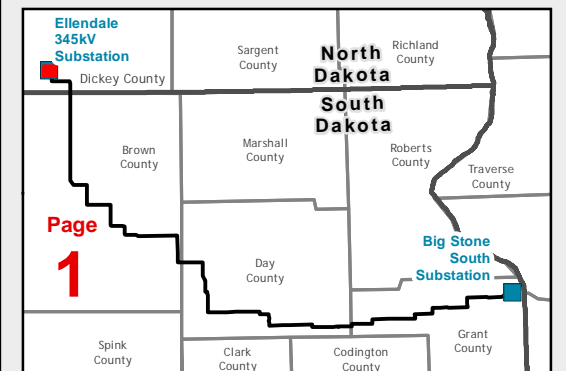 Ellendale
345kV
Substation
Dickey County
Sargent
County
North
Dakota
Richland
County
South
Dakota
Brown
County
Marshall
County
Roberts
County
Traverse
County
Page
1
Day
County
Big Stone
South
Substation
Spink
County
Clark
County
Codington
County
Grant
County